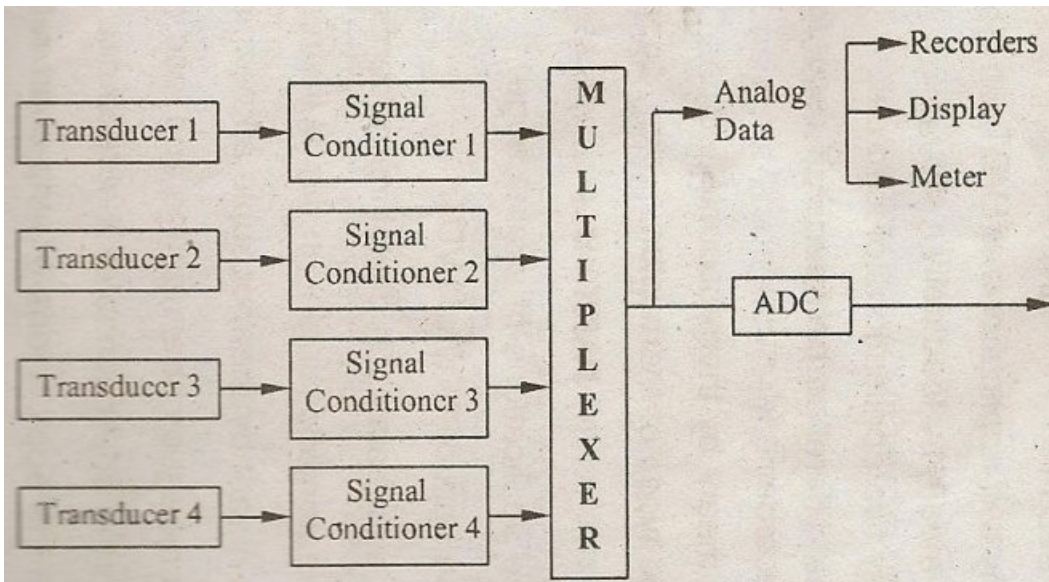 Transducer 1
Signal
Conditioner 1
Transducer 2
Signal
Conditioner 2
Transducer 3
Signal
Conditioner 3
Transducer 4
Signal
Conditioner 4
M
U
L
T
I
P
L
E
X
E
R
Analog
Data
Recorders
Display
Meter
ADC